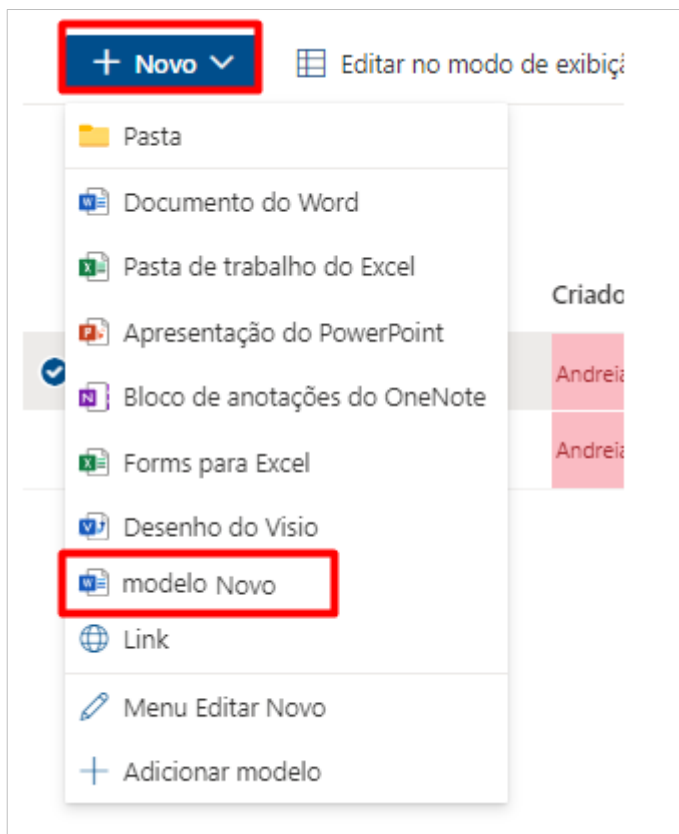 Novo
Editar no modo de exibiçã
Pasta
Documento do Word
Pasta de trabalho do Excel
Criado
Apresentação do PowerPoint
Andreia
Bloco de anotações do OneNote
Andreia
Forms para Excel
Desenho do Visio
modelo Novo
Link
Menu Editar Novo
Adicionar modelo